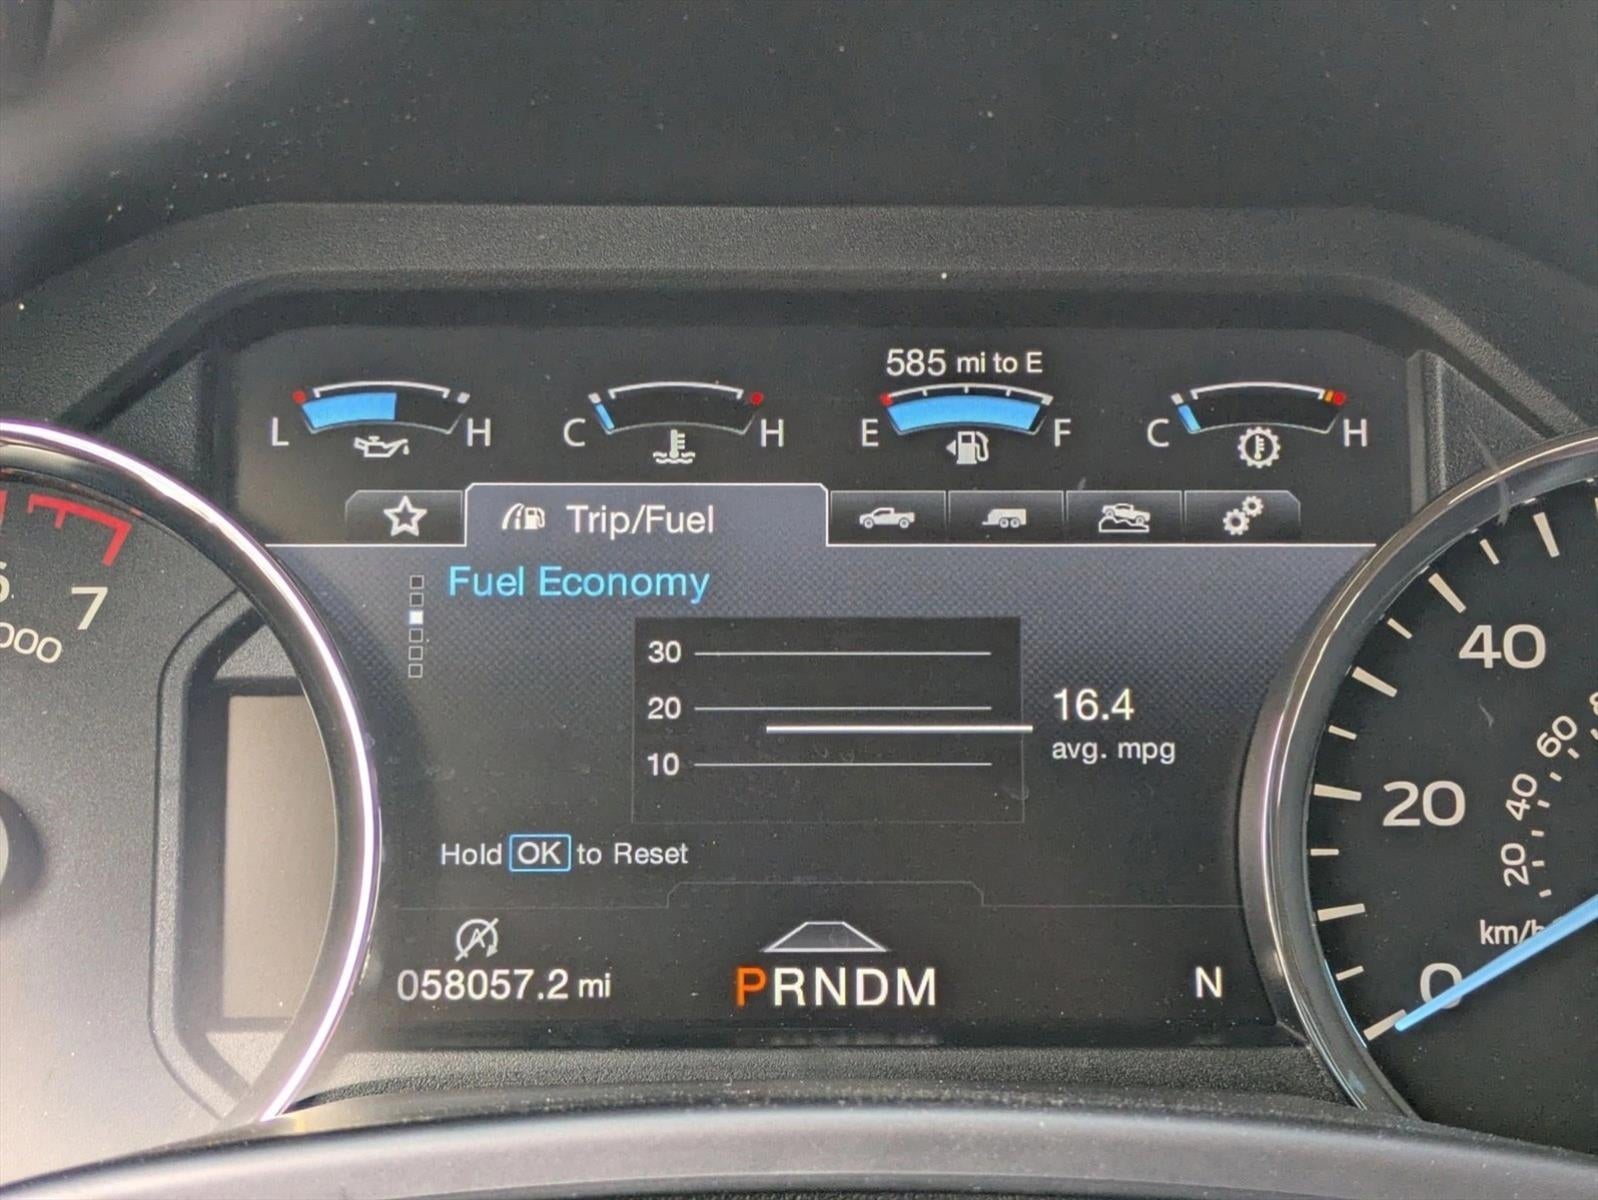 585 mi to E
L H C H E F C H
Trip/Fuel
Fuel Economy
30
20
10
16.4
avg. mpg
Hold OK to Reset
A
058057.2 mi
PRNDM
N
7
000
40
20
0
60
40
20
km/h